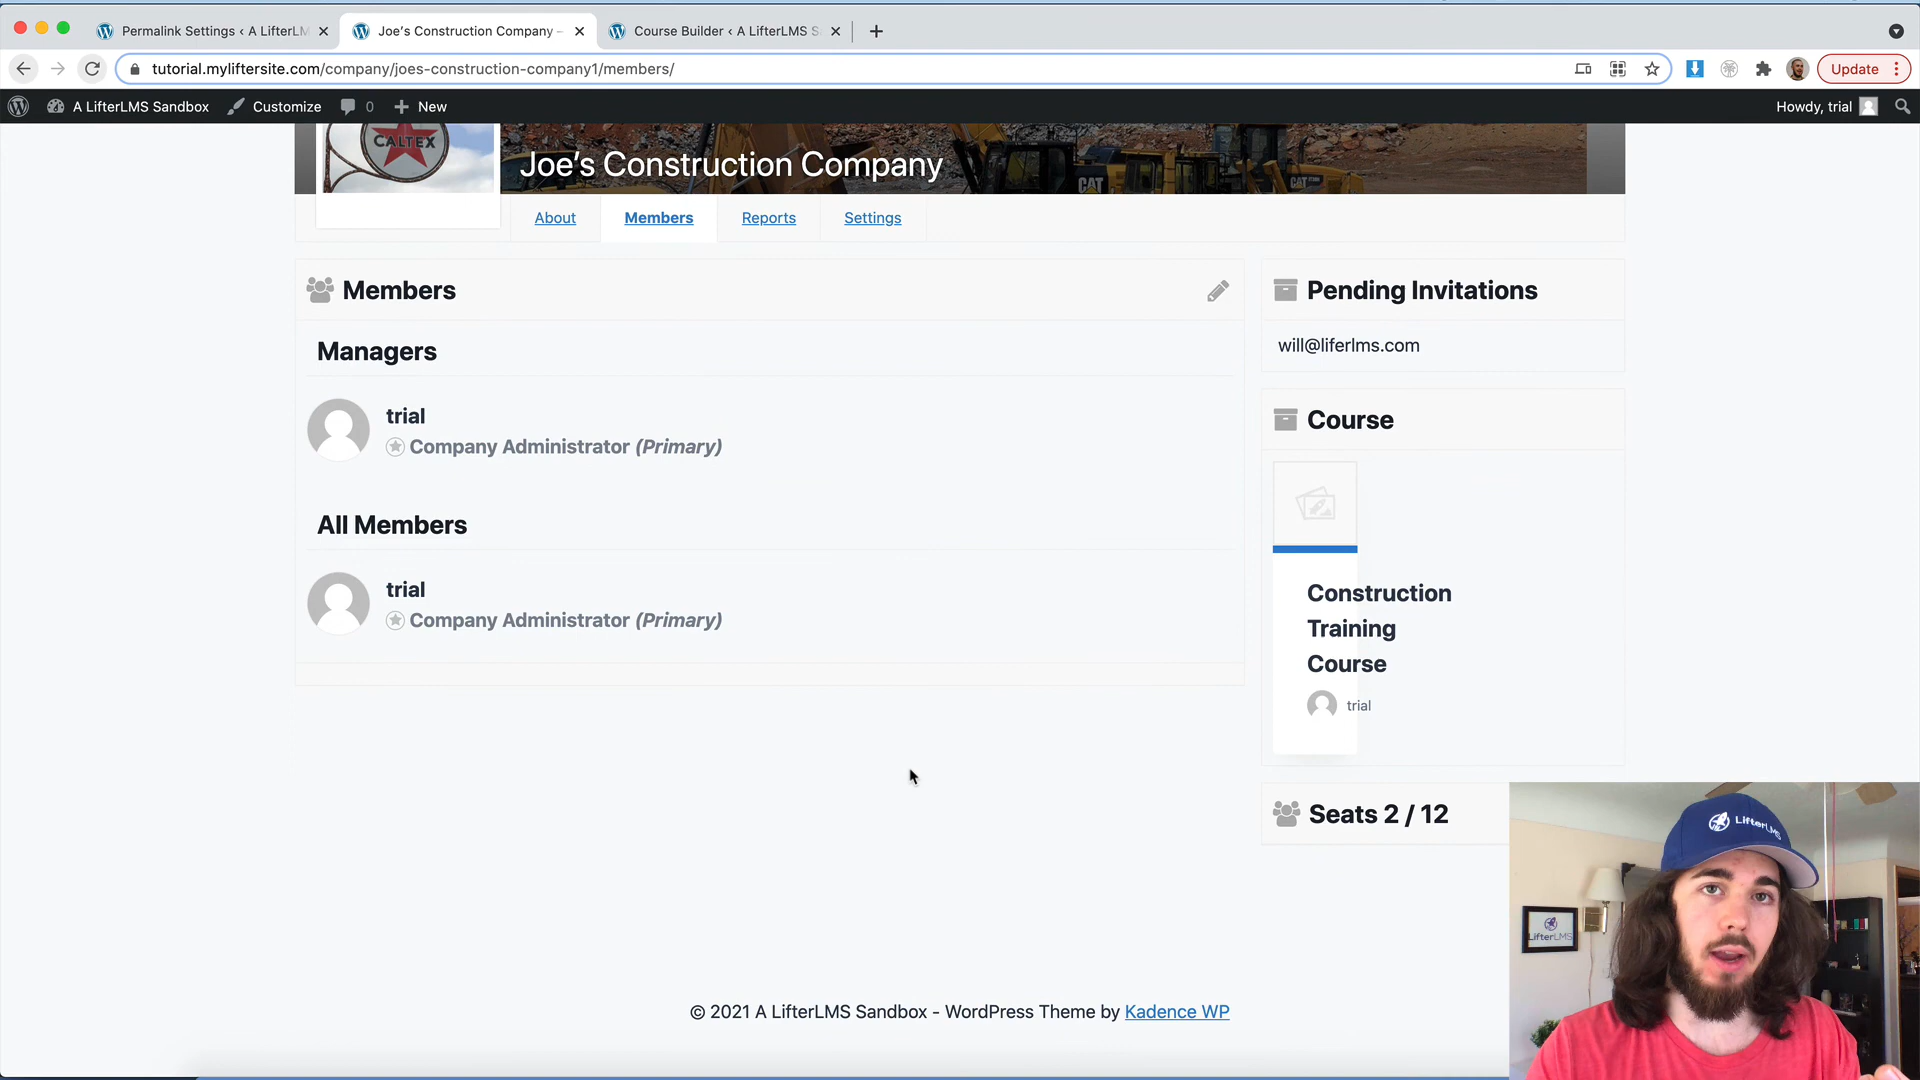 Permalink Settings ‹ A LifterLM
Joe's Construction Company –
Course Builder ‹ A LifterLMS S
tutorial.myliftersite.com/company/joes-construction-company1/members/
Update
A LifterLMS Sandbox
Customize
0
New
Howdy, trial
CALTEX
Joe's Construction Company
CAT
CAT
About
Members
Reports
Settings
Members
Managers
trial
Company Administrator (Primary)
All Members
trial
Company Administrator (Primary)
Pending Invitations
will@liferlms.com
Course
Construction
Training
Course
trial
Seats 2 / 12
LifterLMS
LifterLMS
© 2021 A LifterLMS Sandbox - WordPress Theme by Kadence WP